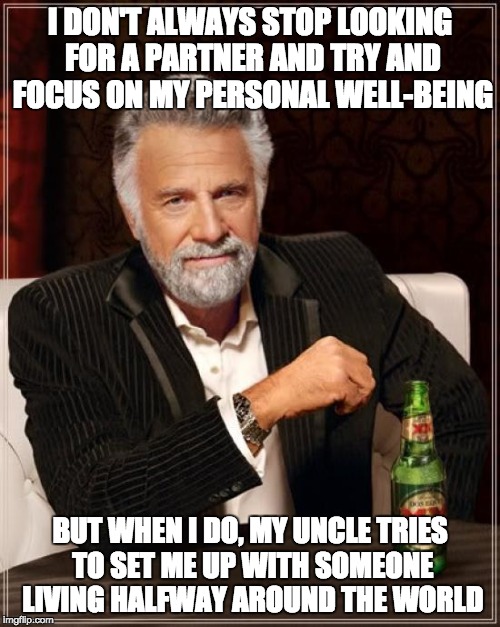 I DON'T ALWAYS STOP LOOKING
FOR A PARTNER AND TRY AND
FOCUS ON MY PERSONAL WELL-BEING
XX
BUT WHEN I DO, MY UNCLE TRIES
TO SET ME UP WITH SOMEONE
LIVING HALFWAY AROUND THE WORLD
imgflip.com